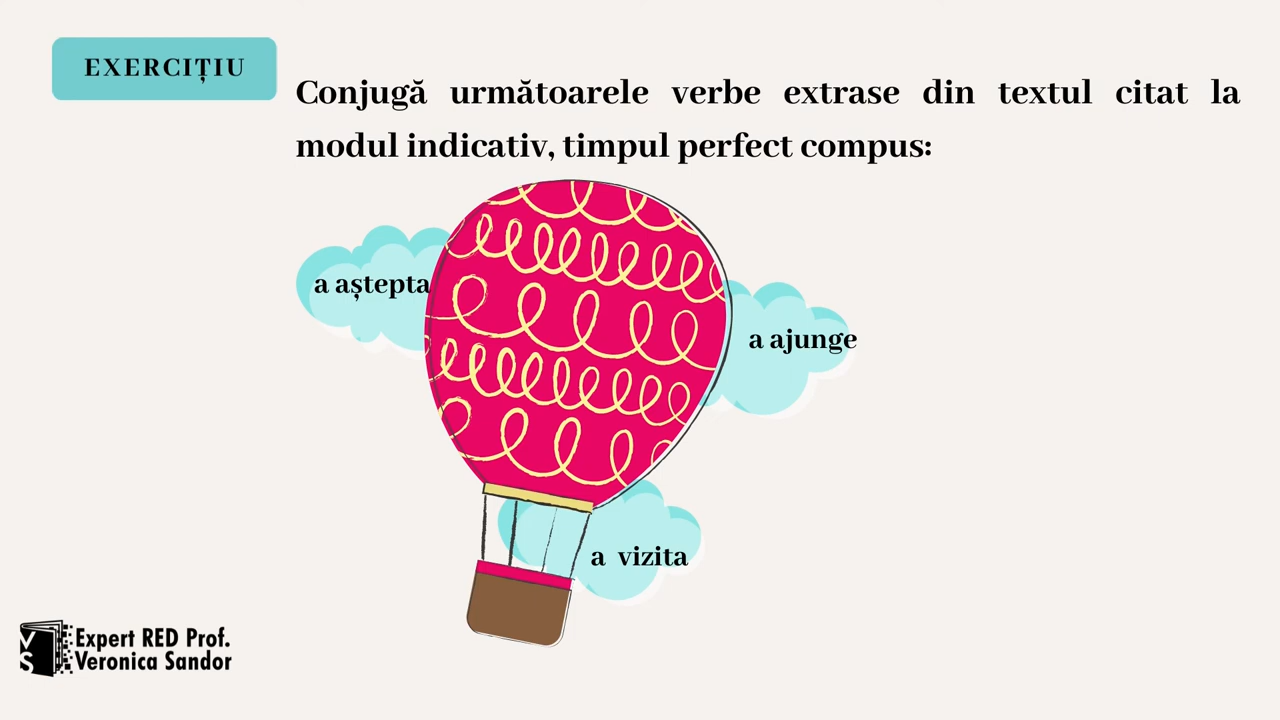 EXERCIȚIU
Conjugă următoarele verbe extrase din textul citat la
modul indicativ, timpul perfect compus:
a aștepta
a ajunge
a vizita
VS
Expert RED Prof.
Veronica Sandor